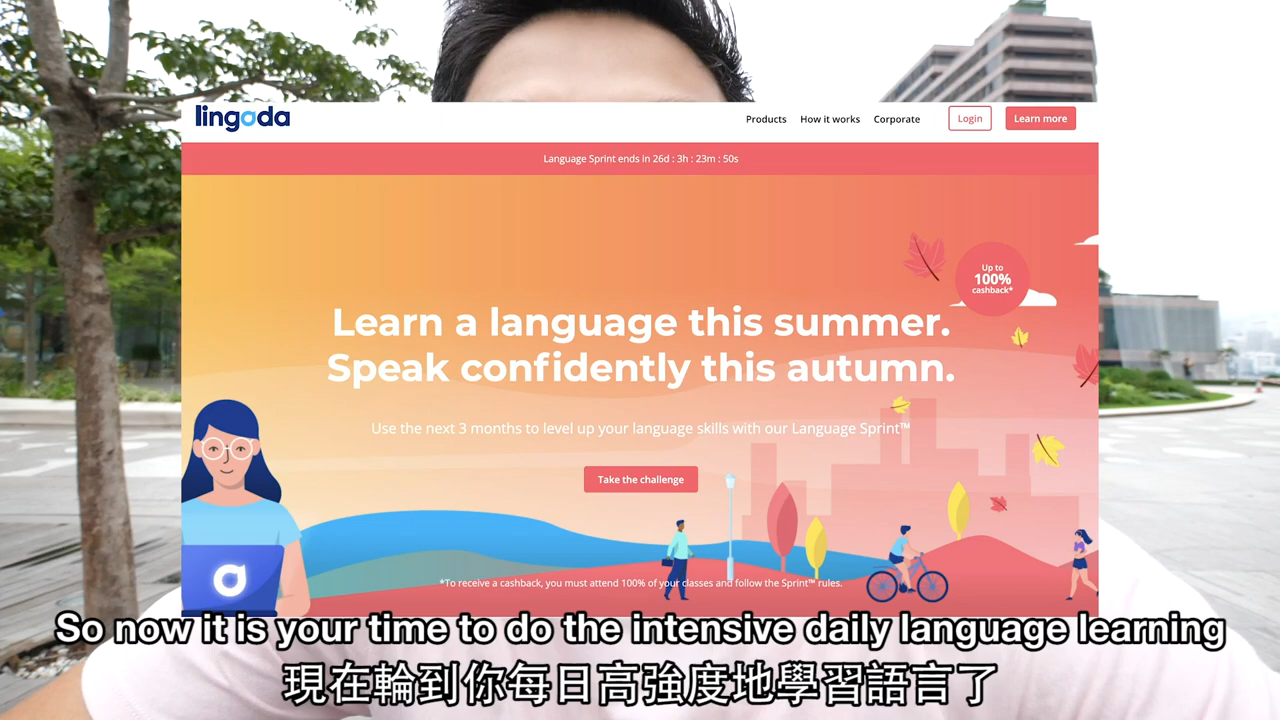 lingoda
Products How it works Corporate Login Learn more
Language Sprint ends in 26d : 3h : 23m : 50s
Up to
100%
cashback*
Learn a language this summer.
Speak confidently this autumn.
Use the next 3 months to level up your language skills with our Language Sprint™
Take the challenge
*To receive a cashback, you must attend 100% of your classes and follow the Sprint™ rules.
So now it is your time to do the intensive daily language learning
現在輪到你每日高強度地學習語言了